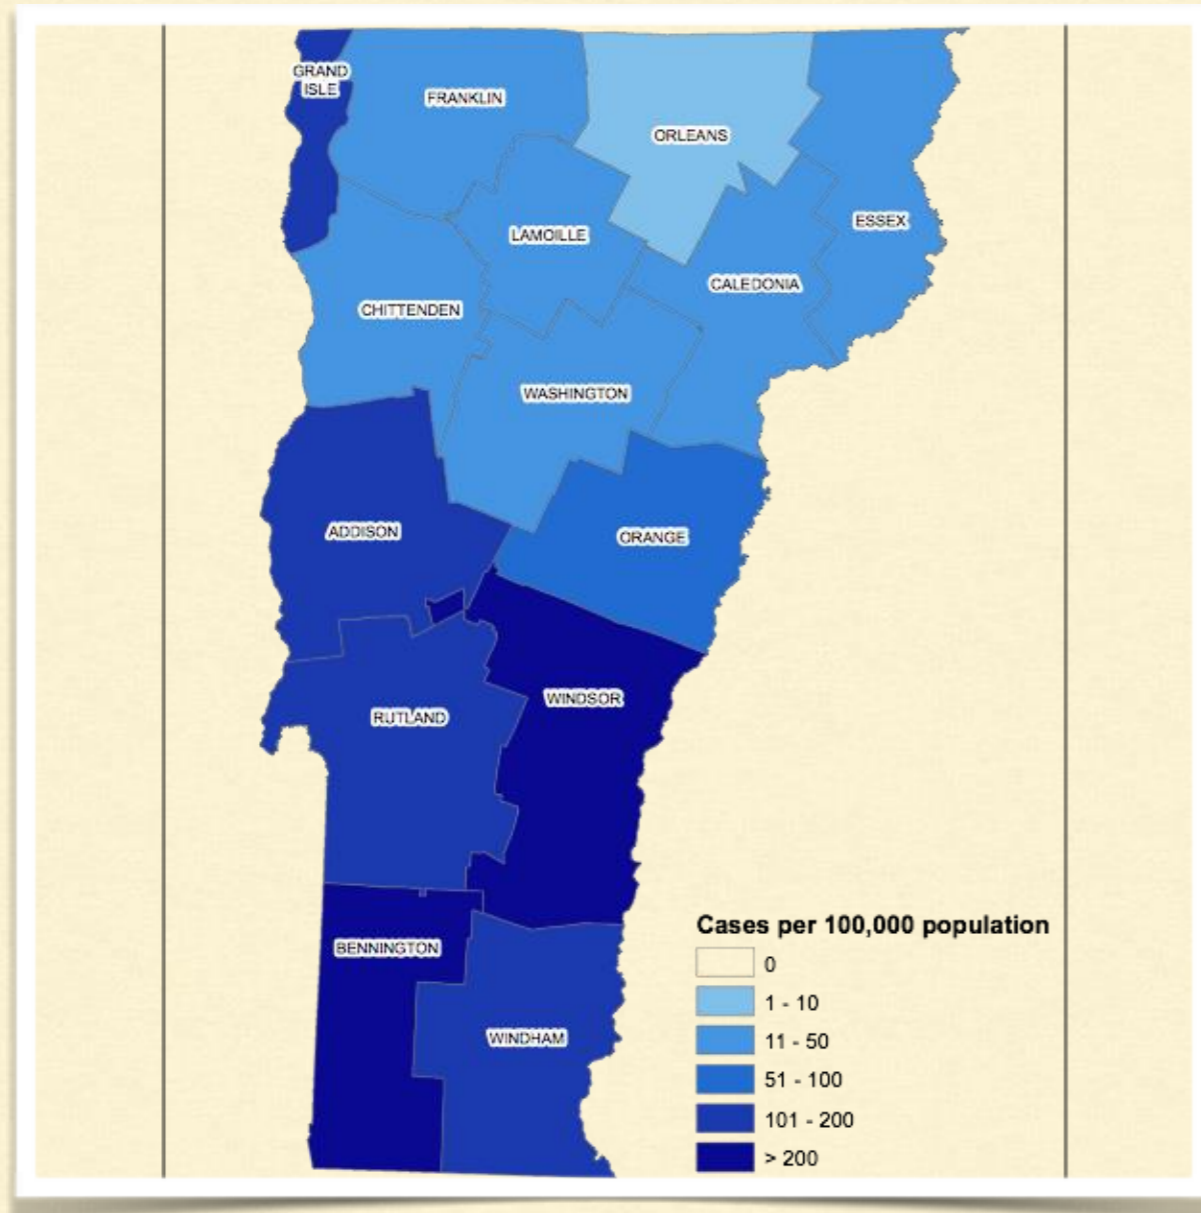 GRAND
ISLE
FRANKLIN
ORLEANS
ESSEX
LAMOILLE
CALEDONIA
CHITTENDEN
WASHINGTON
ADDISON
ORANGE
WINDSOR
RUTLAND
BENNINGTON
WINDHAM
Cases per 100,000 population
0
1 - 10
11 - 50
51 - 100
101 - 200
> 200